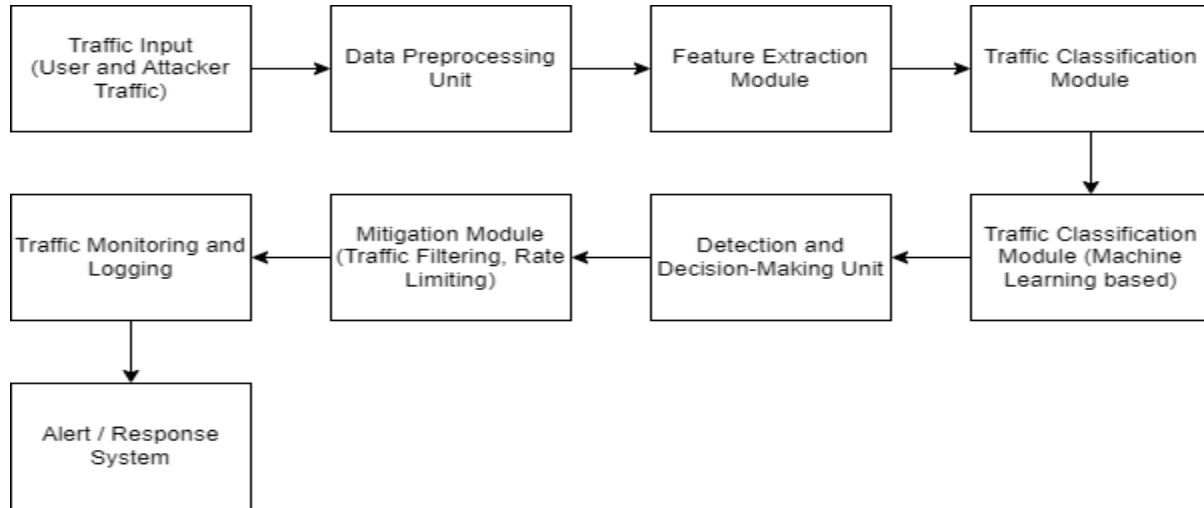 Traffic Input
(User and Attacker
Traffic)
Data Preprocessing
Unit
Feature Extraction
Module
Traffic Classification
Module
Traffic Monitoring and
Logging
Mitigation Module
(Traffic Filtering, Rate
Limiting)
Detection and
Decision-Making Unit
Traffic Classification
Module (Machine
Learning based)
Alert / Response
System